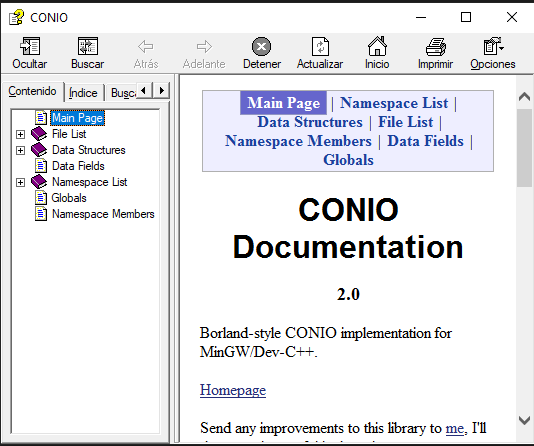 CONIO
Ocultar Buscar Atrás Adelante Detener Actualizar Inicio Imprimir Opciones
Contenido Índice Busca
Main Page
File List
Data Structures
Data Fields
Namespace List
Globals
Namespace Members
Main Page | Namespace List |
Data Structures | File List |
Namespace Members | Data Fields |
Globals
CONIO
Documentation
2.0
Borland-style CONIO implementation for
MinGW/Dev-C++.
Homepage
Send any improvements to this library to me, I'll